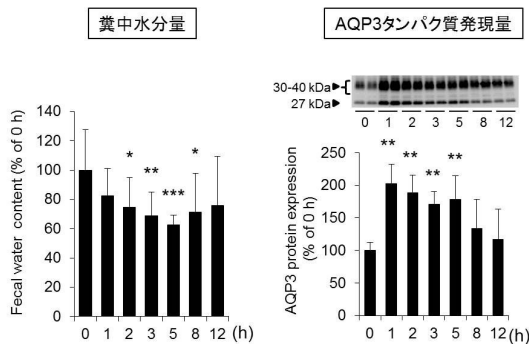 糞中水分量
AQP3タンパク質発現量
30-40 kDa
27 kDa
0 1 2 3 5 8 12
Fecal water content (% of 0 h)
140
120
100
80
60
40
20
0
* ** *** *
0 1 2 3 5 8 12 (h)
AQP3 protein expression
(% of 0 h)
250
200
150
100
50
0
** ** ** **
0 1 2 3 5 8 12 (h)